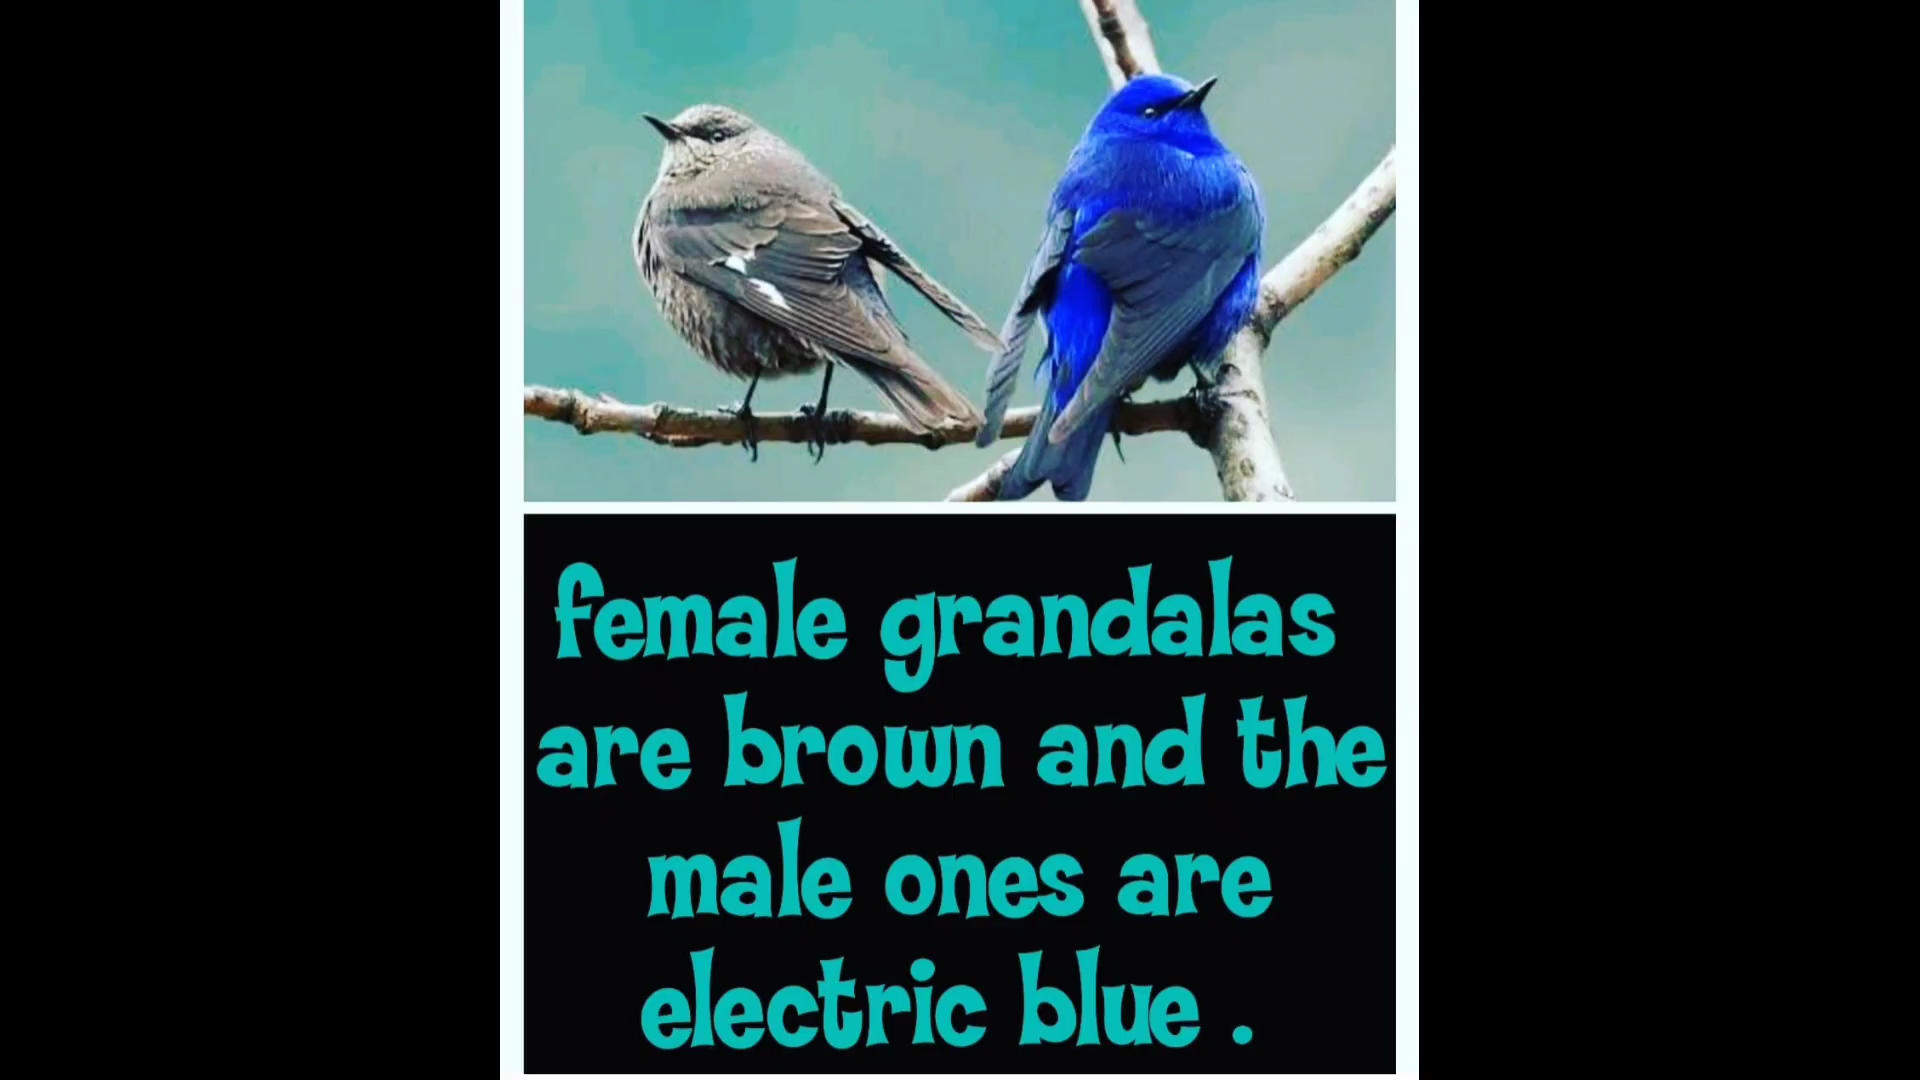 female grandalas
are brown and the
male ones are
electric blue .